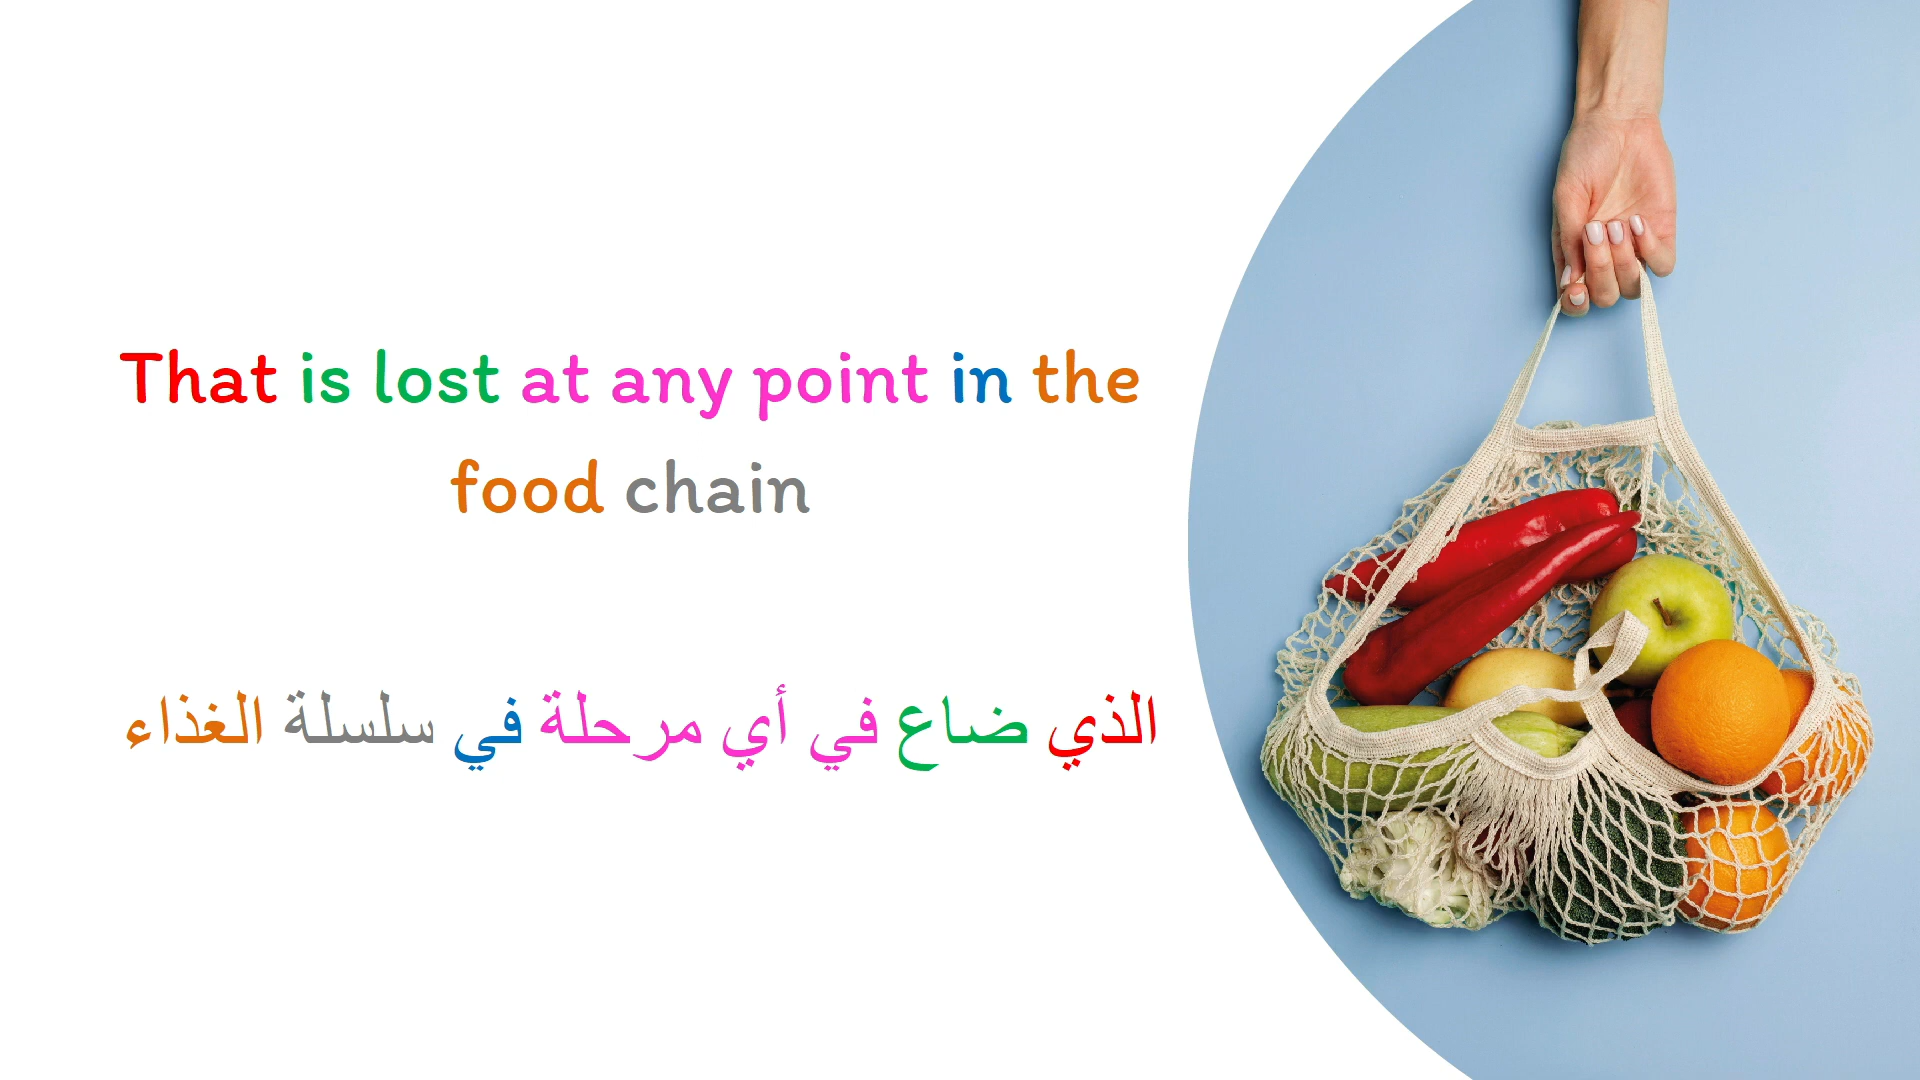 That is lost at any point in the
food chain
الذي ضاع في أي مرحلة في سلسلة الغذاء